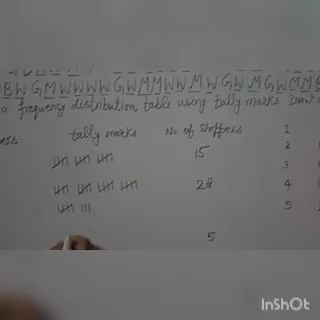 B W G M W W W W G W M M W W M W G W M G W M M
a frequency distribution table using tally marks
tally marks No of shoppers 1
15 2
3
28 4
5
5
InShOt